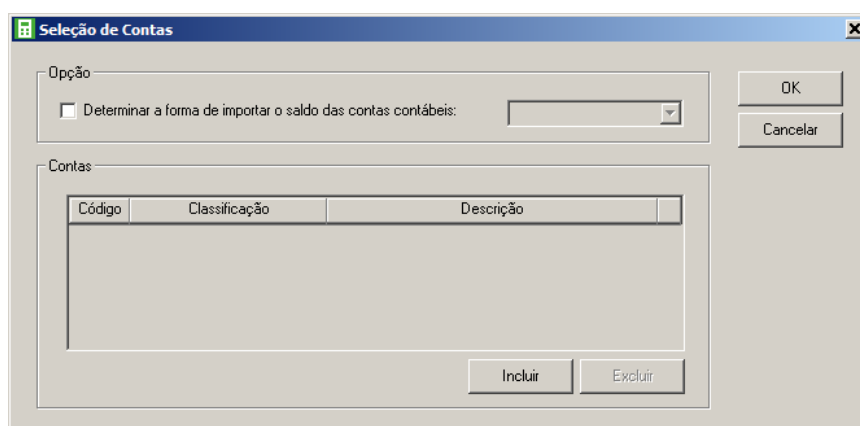 Seleção de Contas
Opção
Determinar a forma de importar o saldo das contas contábeis:
OK
Cancelar
Contas
Código Classificação Descrição
Incluir Excluir